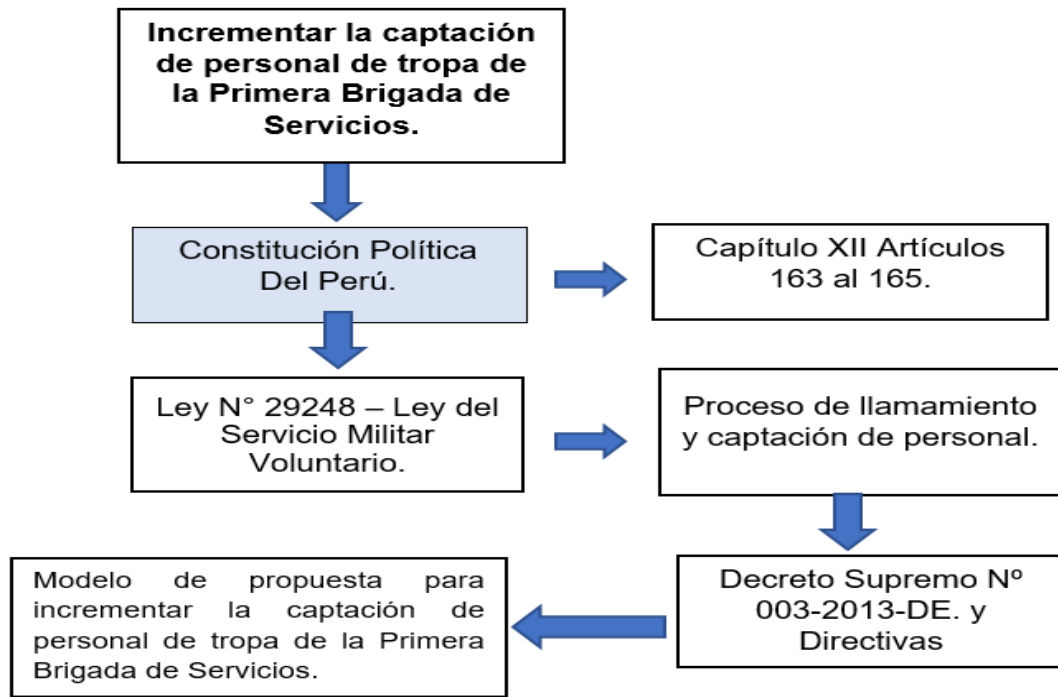 Incrementar la captación
de personal de tropa de
la Primera Brigada de
Servicios.
Constitución Política
Del Perú.
Capítulo XII Artículos
163 al 165.
Ley N° 29248 – Ley del
Servicio Militar
Voluntario.
Proceso de llamamiento
y captación de personal.
Decreto Supremo Nº
003-2013-DE. y
Directivas
Modelo de propuesta para
incrementar la captación de
personal de tropa de la Primera
Brigada de Servicios.